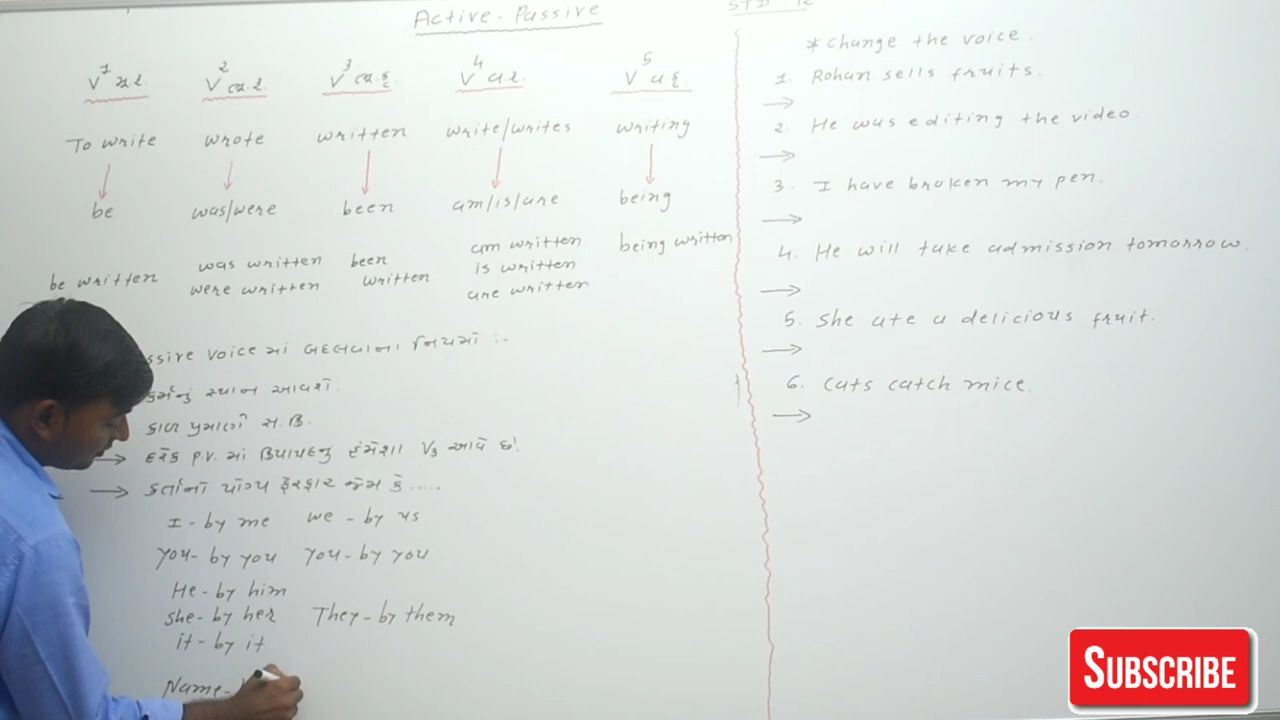 Active - Passive
STD
V¹ V² V³ V⁴ V⁵
To write wrote written write/writes writing
be was/were been am/is/are being
be written was written been written am written being written
were written is written
are written
Passive voice માં બદલવાના નિયમો :-
કર્મનું સ્થાન આવશે.
કાળ પ્રમાણે સ.ક્રિ.
→ દરેક P.V. માં ક્રિયાપદનું હંમેશા V3 આવે છે.
→ કર્તાનો યોગ્ય ફેરફાર જેમ કે .....
I - by me we - by us
You - by you You - by you
He - by him
She - by her They - by them
it - by it
Name -
* Change the voice.
1. Rohan sells fruits.
→
2. He was editing the video.
→
3. I have broken my pen.
→
4. He will take admission tomorrow.
→
5. She ate a delicious fruit.
→
6. Cats catch mice.
→
SUBSCRIBE